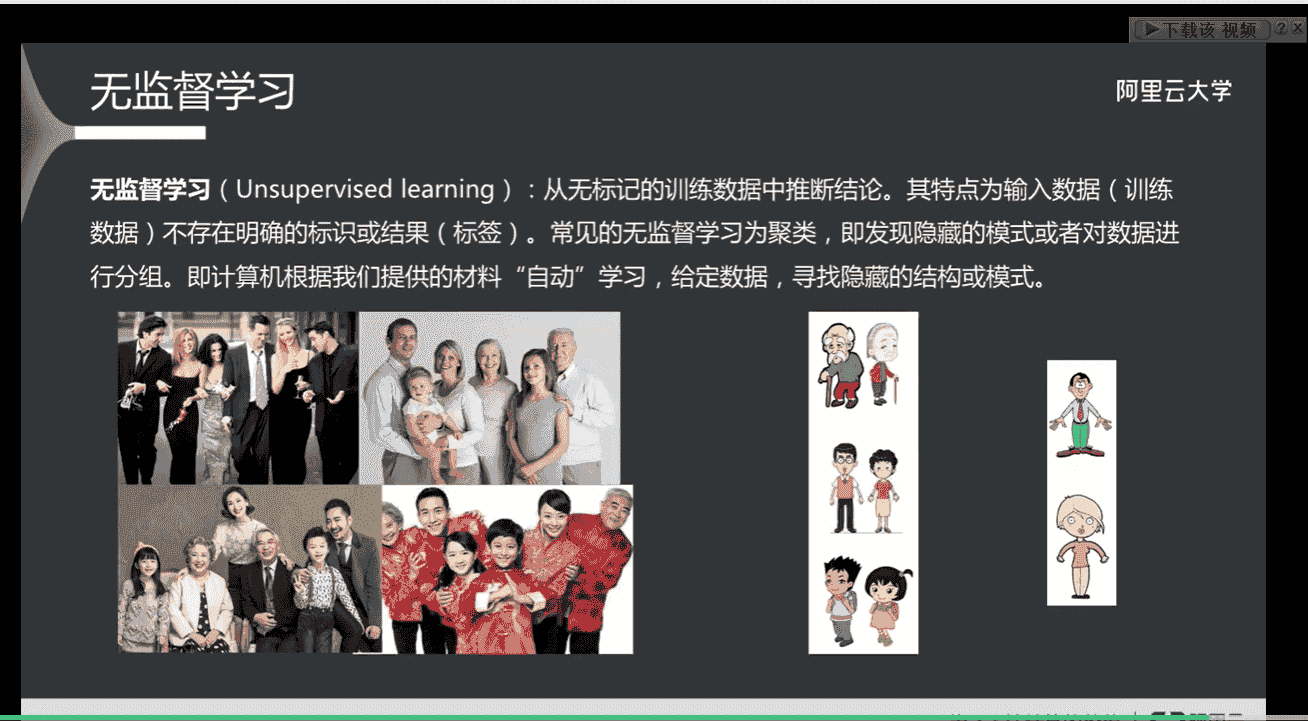 下载该 视频 ? X
无监督学习
阿里云大学
无监督学习（Unsupervised learning）：从无标记的训练数据中推断结论。其特点为输入数据（训练
数据）不存在明确的标识或结果（标签）。常见的无监督学习为聚类，即发现隐藏的模式或者对数据进
行分组。即计算机根据我们提供的材料“自动”学习，给定数据，寻找隐藏的结构或模式。